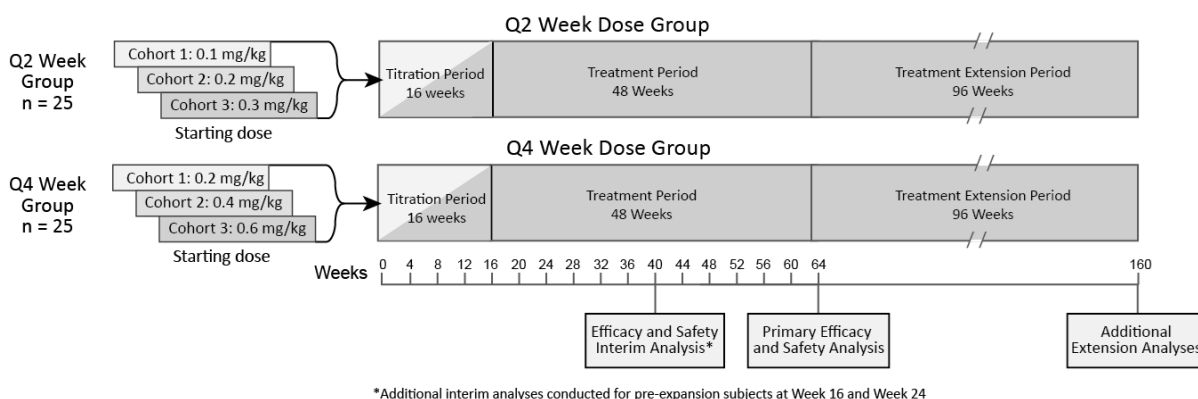 Q2 Week Dose Group
Q2 Week
Group
n = 25
Cohort 1: 0.1 mg/kg
Cohort 2: 0.2 mg/kg
Cohort 3: 0.3 mg/kg
Starting dose
Titration Period
16 weeks
Treatment Period
48 Weeks
Treatment Extension Period
96 Weeks
Q4 Week Dose Group
Q4 Week
Group
n = 25
Cohort 1: 0.2 mg/kg
Cohort 2: 0.4 mg/kg
Cohort 3: 0.6 mg/kg
Starting dose
Titration Period
16 weeks
Treatment Period
48 Weeks
Treatment Extension Period
96 Weeks
Weeks 0 4 8 12 16 20 24 28 32 36 40 44 48 52 56 60 64 160
Efficacy and Safety
Interim Analysis*
Primary Efficacy
and Safety Analysis
Additional
Extension Analyses
*Additional interim analyses conducted for pre-expansion subjects at Week 16 and Week 24